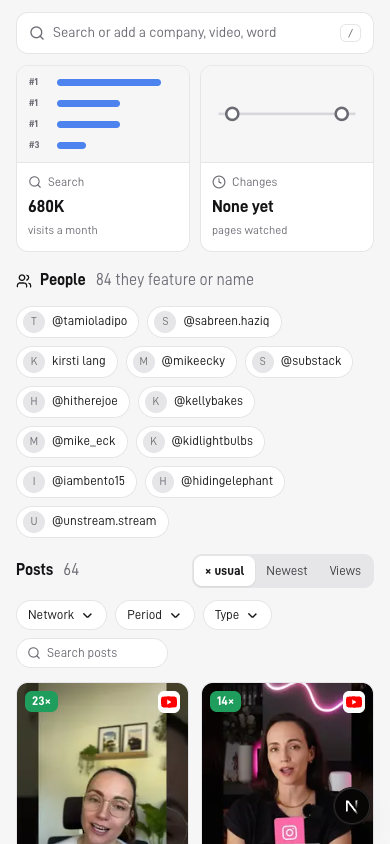 Search or add a company, video, word /
#1
#1
#1
#3
Search
680K
visits a month
Changes
None yet
pages watched
People 84 they feature or name
T @tamioladipo S @sabreen.haziq
K kirsti lang M @mikeecky S @substack
H @hitherejoe K @kellybakes
M @mike_eck K @kidlightbulbs
I @iambento15 H @hidingelephant
U @unstream.stream
Posts 64 × usual Newest Views
Network Period Type
Search posts
23× 14×
N